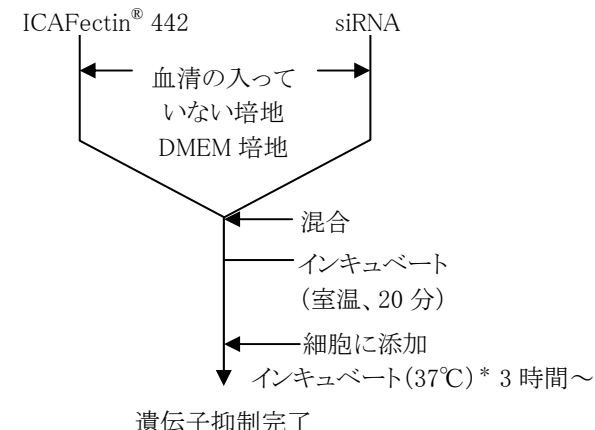 ICAFectin® 442
siRNA
血清の入って
いない培地
DMEM 培地
混合
インキュベート
(室温、20 分)
細胞に添加
インキュベート(37℃)* 3 時間~
遺伝子抑制完了